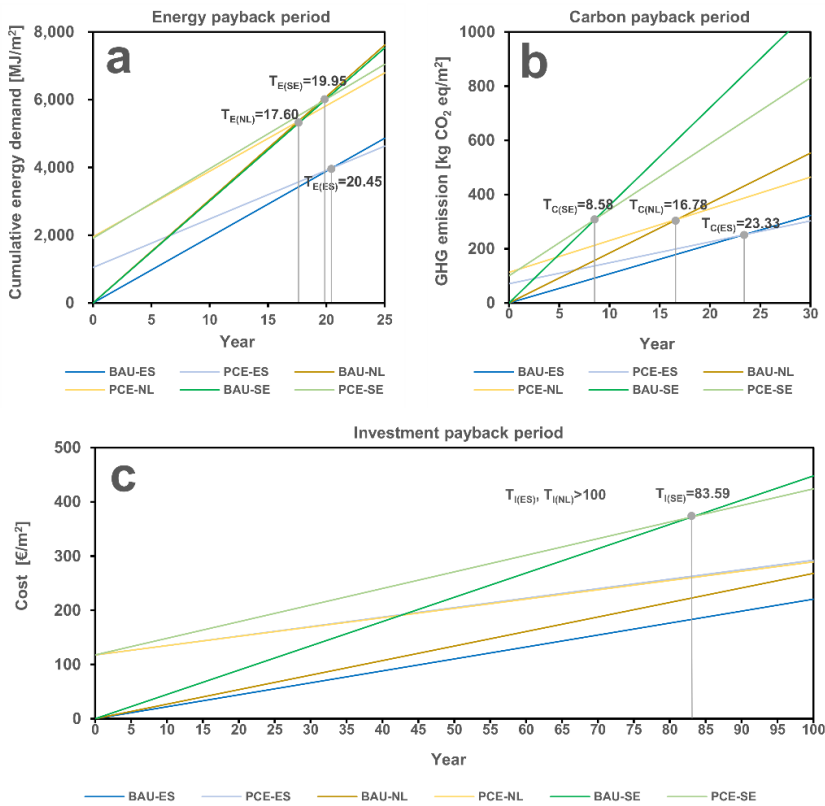 Energy payback period
Carbon payback period
a
b
Cumulative energy demand [MJ/m²]
8,000
6,000
4,000
2,000
0
T_E(SE)=19.95
T_E(NL)=17.60
T_E(ES)=20.45
0 5 10 15 20 25
Year
GHG emission [kg CO₂ eq/m²]
1000
800
600
400
200
0
T_C(SE)=8.58
T_C(NL)=16.78
T_C(ES)=23.33
0 5 10 15 20 25 30
Year
BAU-ES PCE-ES BAU-NL
PCE-NL BAU-SE PCE-SE
BAU-ES PCE-ES BAU-NL
PCE-NL BAU-SE PCE-SE
Investment payback period
c
Cost [€/m²]
500
400
300
200
100
0
T_I(ES), T_I(NL)>100
T_I(SE)=83.59
0 5 10 15 20 25 30 35 40 45 50 55 60 65 70 75 80 85 90 95 100
Year
BAU-ES PCE-ES BAU-NL PCE-NL BAU-SE PCE-SE